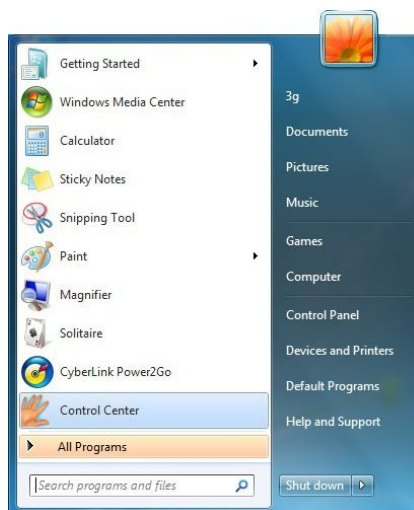 Getting Started
Windows Media Center
Calculator
Sticky Notes
Snipping Tool
Paint
Magnifier
Solitaire
CyberLink Power2Go
Control Center
All Programs
Search programs and files
3g
Documents
Pictures
Music
Games
Computer
Control Panel
Devices and Printers
Default Programs
Help and Support
Shut down